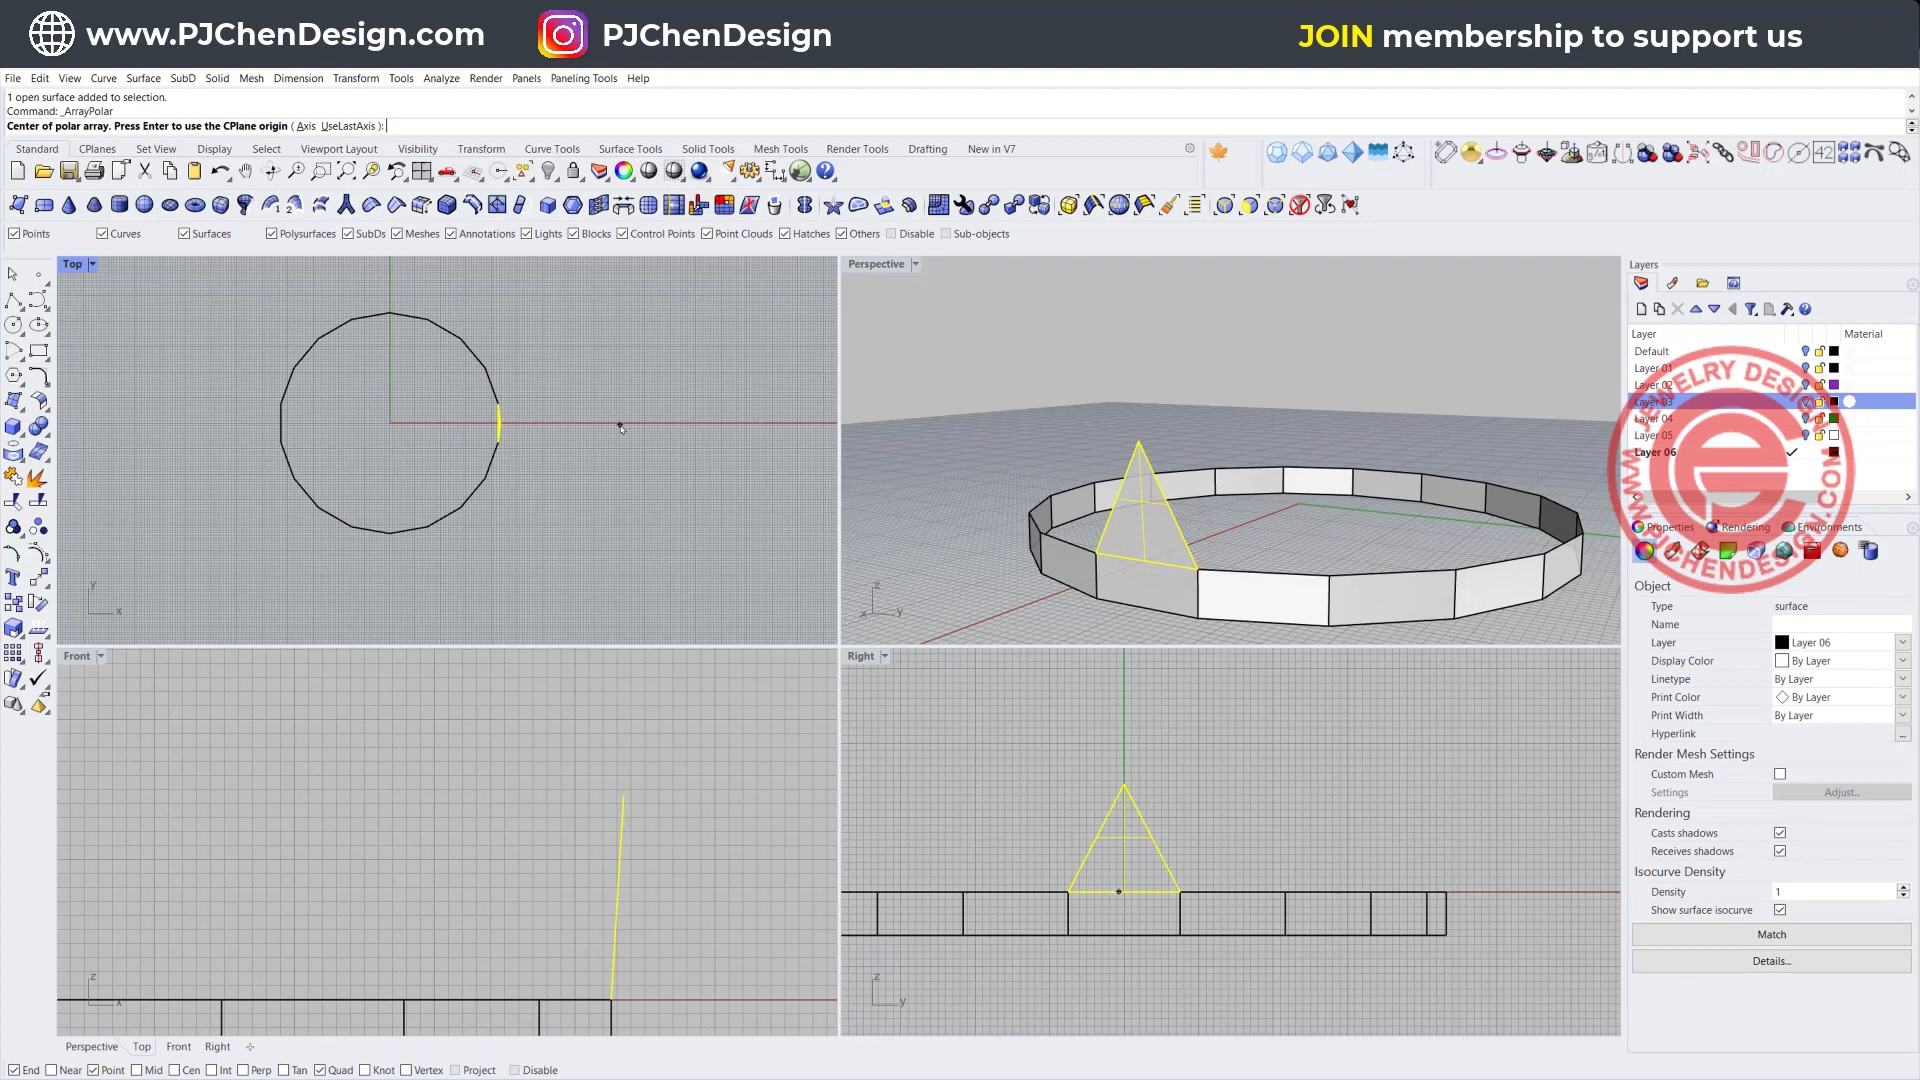 www.PJChenDesign.com PJChenDesign JOIN membership to support us
File Edit View Curve Surface SubD Solid Mesh Dimension Transform Tools Analyze Render Panels Paneling Tools Help
1 open surface added to selection.
Command: _ArrayPolar
Center of polar array. Press Enter to use the CPlane origin ( Axis UseLastAxis ):
Standard CPlanes Set View Display Select Viewport Layout Visibility Transform Curve Tools Surface Tools Solid Tools Mesh Tools Render Tools Drafting New in V7
42
Points Curves Surfaces Polysurfaces SubDs Meshes Annotations Lights Blocks Control Points Point Clouds Hatches Others Disable Sub-objects
Top
Perspective
Layers
Layer Material
Default
Layer 01
Layer 02
Layer 03
Layer 04
Layer 05
Layer 06
JEWELRY DESIGN
WWW.PJCHENDESIGN.COM
Properties Rendering Environments
Object
Type surface
Name
Layer Layer 06
Display Color By Layer
Linetype By Layer
Print Color By Layer
Print Width By Layer
Hyperlink ...
Render Mesh Settings
Custom Mesh
Settings Adjust...
Rendering
Casts shadows
Receives shadows
Isocurve Density
Density 1
Show surface isocurve
Match
Details...
y
x
z
x y
Front
Right
z
x
z
y
Perspective Top Front Right
End Near Point Mid Cen Int Perp Tan Quad Knot Vertex Project Disable